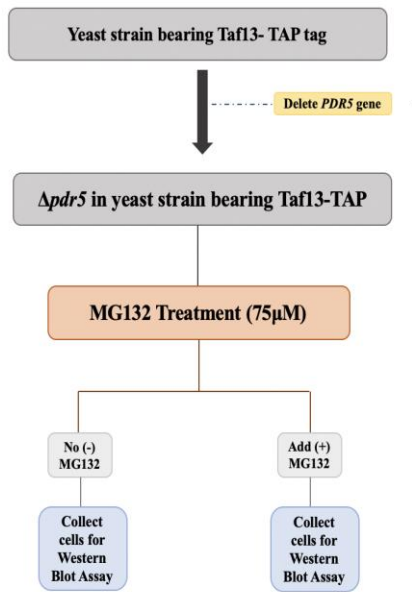 Yeast strain bearing Taf13- TAP tag
Delete PDR5 gene
Δpdr5 in yeast strain bearing Taf13-TAP
MG132 Treatment (75μM)
No (-)
MG132
Add (+)
MG132
Collect
cells for
Western
Blot Assay
Collect
cells for
Western
Blot Assay